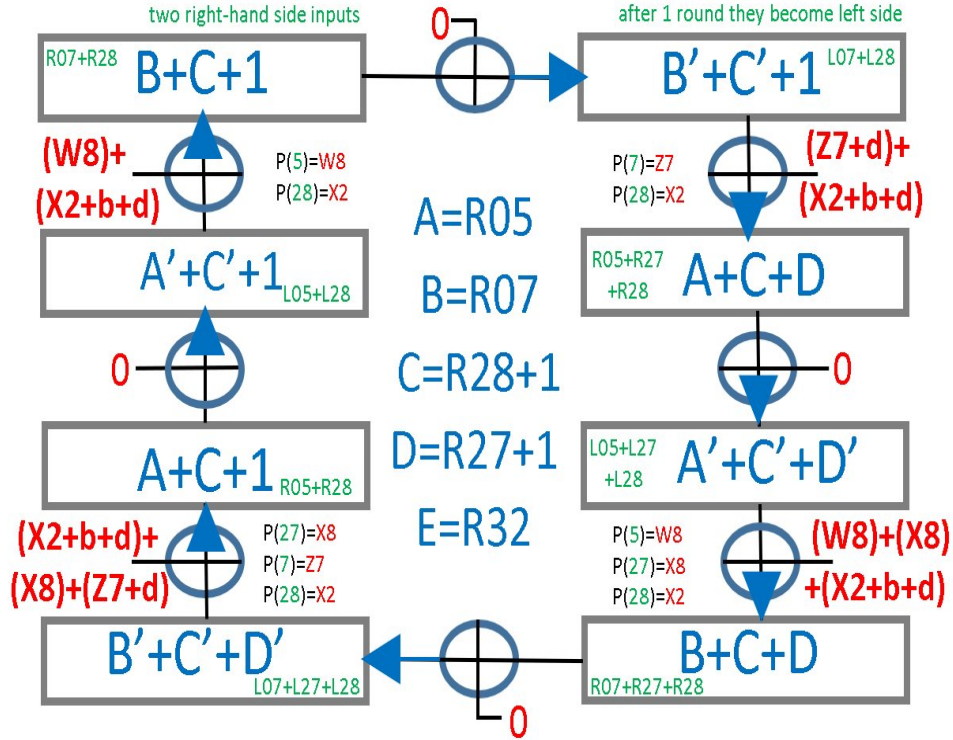 two right-hand side inputs
after 1 round they become left side
R07+R28
B+C+1
0
B'+C'+1
L07+L28
(W8)+
(X2+b+d)
P(5)=W8
P(28)=X2
P(7)=Z7
P(28)=X2
(Z7+d)+
(X2+b+d)
A'+C'+1
L05+L28
A=R05
B=R07
C=R28+1
D=R27+1
E=R32
R05+R27
+R28
A+C+D
0
0
A+C+1
R05+R28
L05+L27
+L28
A'+C'+D'
(X2+b+d)+
(X8)+(Z7+d)
P(27)=X8
P(7)=Z7
P(28)=X2
P(5)=W8
P(27)=X8
P(28)=X2
(W8)+(X8)
+(X2+b+d)
B'+C'+D'
L07+L27+L28
0
B+C+D
R07+R27+R28